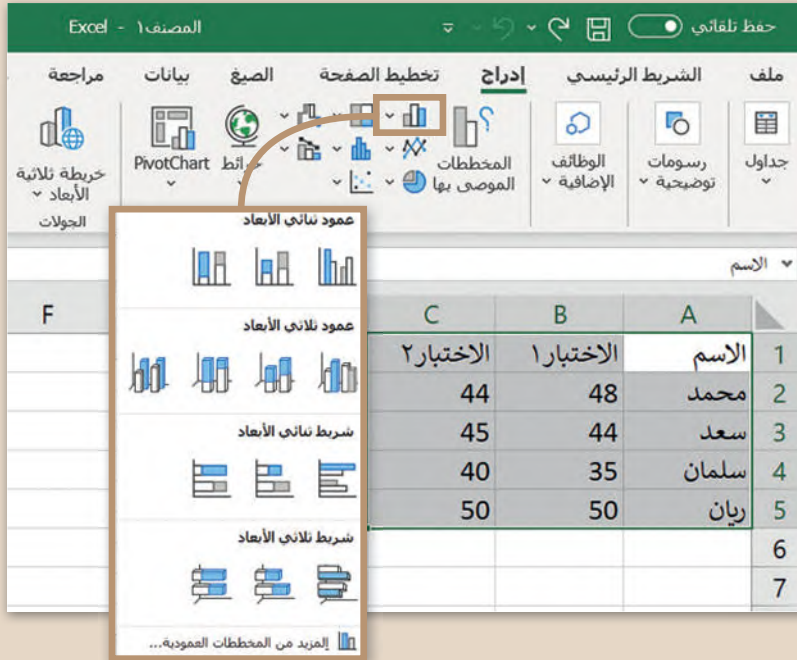 حفظ تلقائي
المصنف١ - Excel
ملف الشريط الرئيسي إدراج تخطيط الصفحة الصيغ بيانات مراجعة
جداول
رسومات توضيحية
الوظائف الإضافية
المخططات الموصى بها
خرائط
PivotChart
خريطة ثلاثية الأبعاد
الجولات
عمود ثنائي الأبعاد
عمود ثلاثي الأبعاد
شريط ثنائي الأبعاد
شريط ثلاثي الأبعاد
المزيد من المخططات العمودية...
الاسم
A B C F
1 الاسم الاختبار١ الاختبار٢
2 محمد 48 44
3 سعد 44 45
4 سلمان 35 40
5 ريان 50 50
6
7